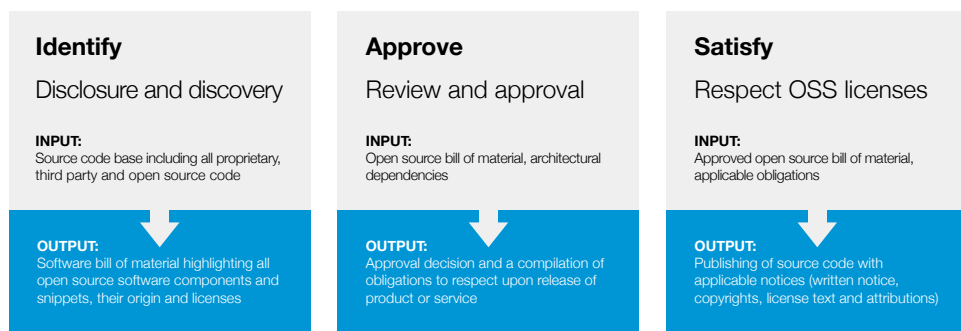 Identify
Disclosure and discovery
INPUT:
Source code base including all proprietary,
third party and open source code
OUTPUT:
Software bill of material highlighting all
open source software components and
snippets, their origin and licenses
Approve
Review and approval
INPUT:
Open source bill of material, architectural
dependencies
OUTPUT:
Approval decision and a compilation of
obligations to respect upon release of
product or service
Satisfy
Respect OSS licenses
INPUT:
Approved open source bill of material,
applicable obligations
OUTPUT:
Publishing of source code with
applicable notices (written notice,
copyrights, license text and attributions)